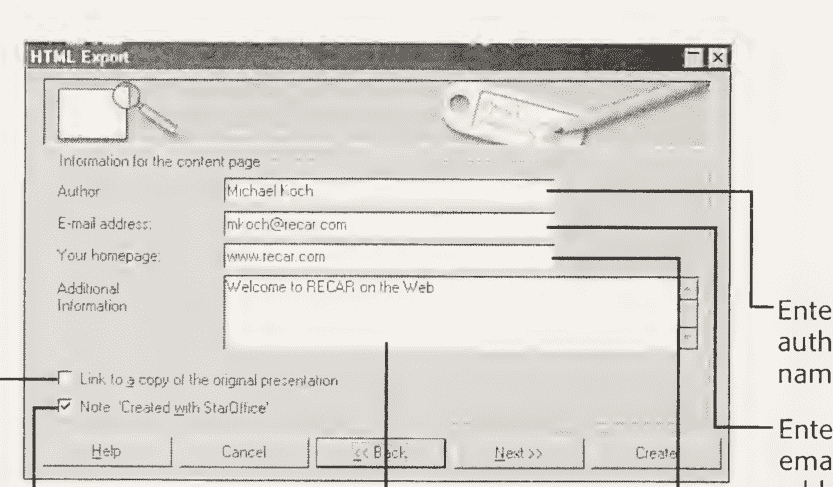 HTML Export
Information for the content page
Author Michael Koch
E-mail address: mkoch@recar.com
Your homepage: www.recar.com
Additional Information Welcome to RECAR on the Web
Link to a copy of the original presentation
Note 'Created with StarOffice'
Help Cancel << Back Next >> Create